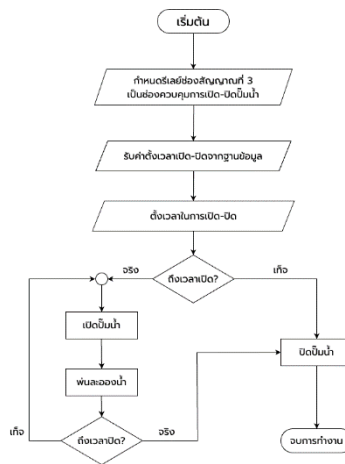 เริ่มต้น
กำหนดรีเลย์ช่องสัญญาณที่ 3
เป็นช่องควบคุมการเปิด-ปิดปั๊มน้ำ
รับค่าตั้งเวลาเปิด-ปิดจากฐานข้อมูล
ตั้งเวลาในการเปิด-ปิด
ถึงเวลาเปิด?
จริง
เท็จ
เปิดปั๊มน้ำ
ปิดปั๊มน้ำ
พ่นละอองน้ำ
ถึงเวลาปิด?
เท็จ
จริง
จบการทำงาน